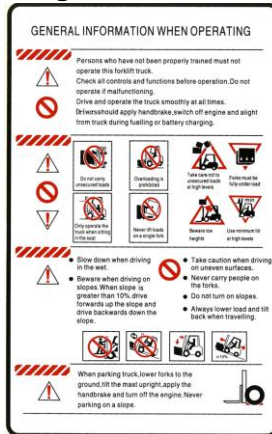 GENERAL INFORMATION WHEN OPERATING
Persons who have not been properly trained must not
operate this forklift truck.
Check all controls and functions before operation.Do not
operate if malfunctioning.
Drive and operate the truck smoothly at all times.
Drivers should apply handbrake,switch off engine and alight
from truck during fuelling or battery charging.
Do not carry
unsecured loads
Overloading is
prohibited
Take care not to
unsecured loads
at high levels
Forks must be
fully under load
Only operate the
truck when sitting
in the seat
Never lift loads
on a single fork
Beware low
heights
Use minimum tilt
at high levels
Slow down when driving
in the wet.
Beware when driving on
slopes.When slope is
greater than 10%,drive
forwards up the slope and
drive backwards down the
slope.
Take caution when driving
on uneven surfaces.
Never carry people on
the forks.
Do not turn on slopes.
Always lower load and tilt
back when travelling.
When parking truck,lower forks to the
ground,tilt the mast upright,apply the
handbrake and turn off the engine.Never
parking on a slope.